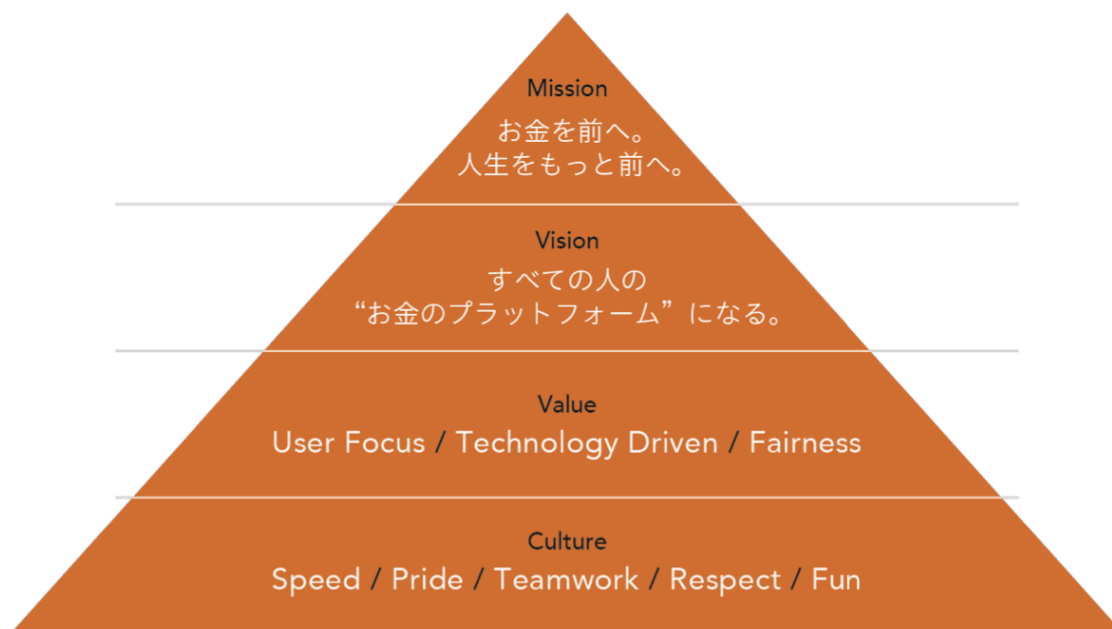 Mission
お金を前へ。
人生をもっと前へ。
Vision
すべての人の
“お金のプラットフォーム”になる。
Value
User Focus / Technology Driven / Fairness
Culture
Speed / Pride / Teamwork / Respect / Fun